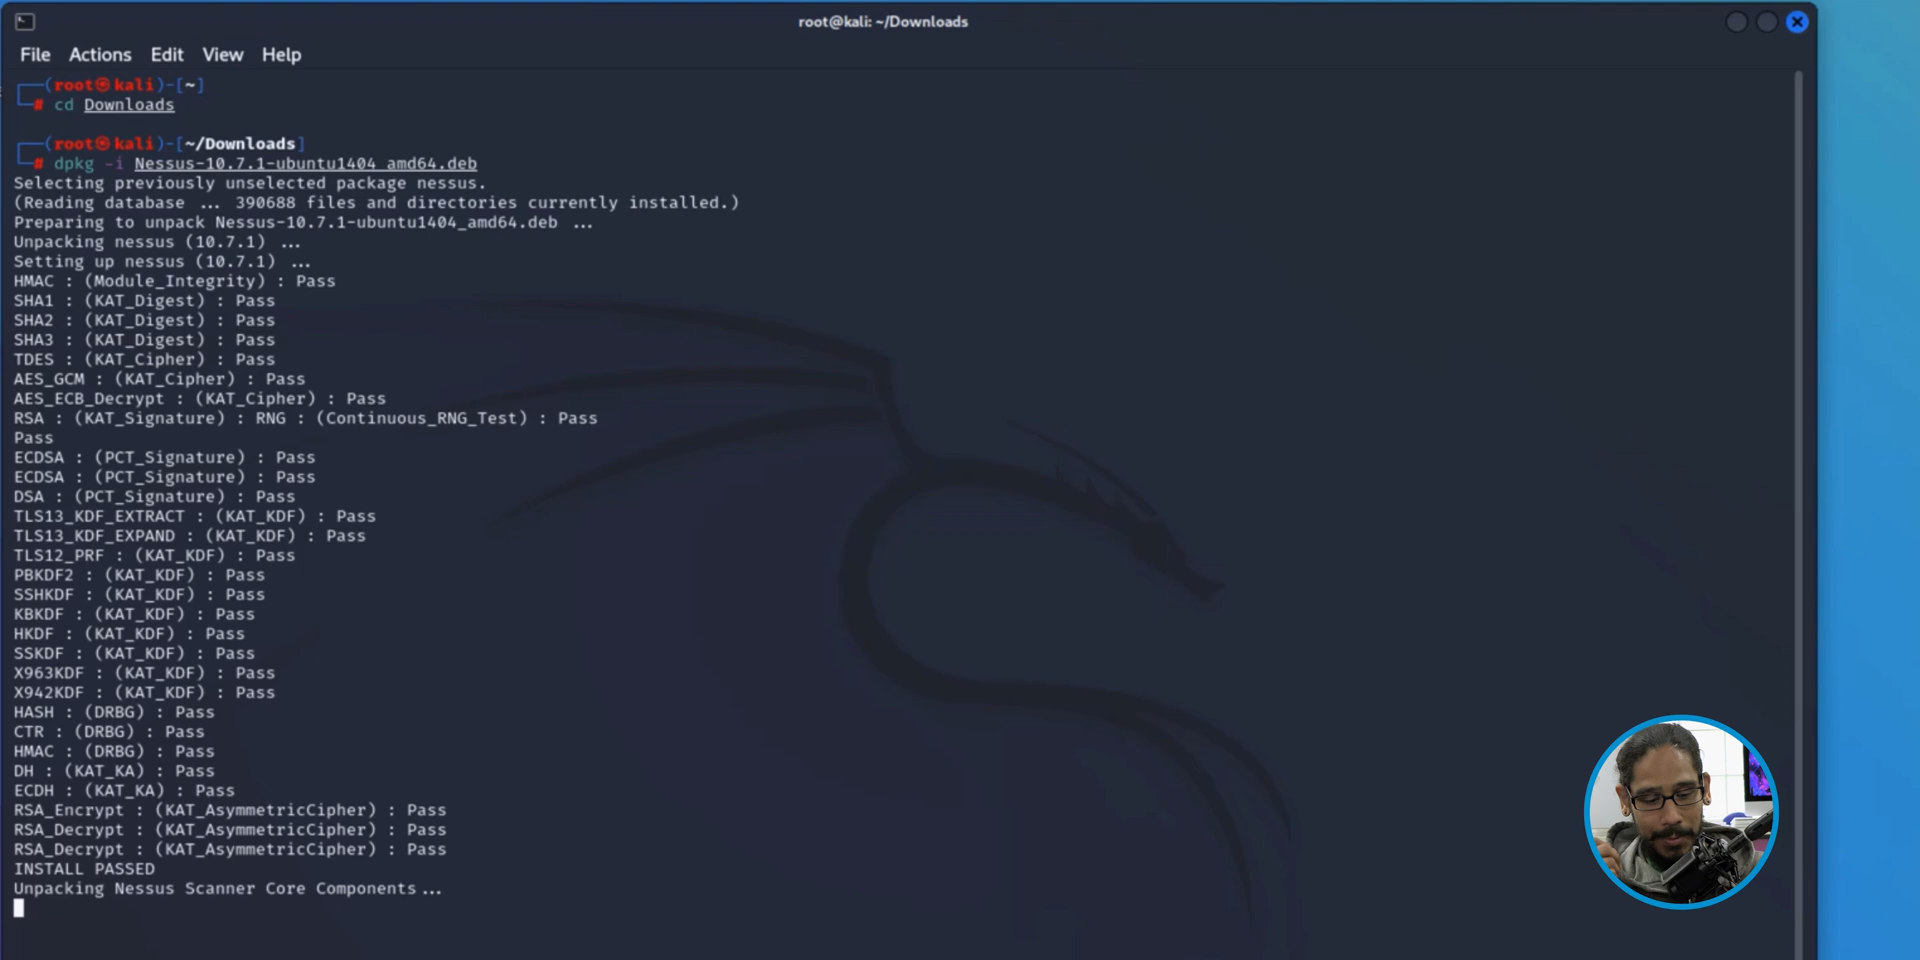 root@kali: ~/Downloads
File Actions Edit View Help
┌──(root㉿kali)-[~]
└─# cd Downloads
┌──(root㉿kali)-[~/Downloads]
└─# dpkg -i Nessus-10.7.1-ubuntu1404_amd64.deb
Selecting previously unselected package nessus.
(Reading database ... 390688 files and directories currently installed.)
Preparing to unpack Nessus-10.7.1-ubuntu1404_amd64.deb ...
Unpacking nessus (10.7.1) ...
Setting up nessus (10.7.1) ...
HMAC : (Module_Integrity) : Pass
SHA1 : (KAT_Digest) : Pass
SHA2 : (KAT_Digest) : Pass
SHA3 : (KAT_Digest) : Pass
TDES : (KAT_Cipher) : Pass
AES_GCM : (KAT_Cipher) : Pass
AES_ECB_Decrypt : (KAT_Cipher) : Pass
RSA : (KAT_Signature) : RNG : (Continuous_RNG_Test) : Pass
Pass
ECDSA : (PCT_Signature) : Pass
ECDSA : (PCT_Signature) : Pass
DSA : (PCT_Signature) : Pass
TLS13_KDF_EXTRACT : (KAT_KDF) : Pass
TLS13_KDF_EXPAND : (KAT_KDF) : Pass
TLS12_PRF : (KAT_KDF) : Pass
PBKDF2 : (KAT_KDF) : Pass
SSHKDF : (KAT_KDF) : Pass
KBKDF : (KAT_KDF) : Pass
HKDF : (KAT_KDF) : Pass
SSKDF : (KAT_KDF) : Pass
X963KDF : (KAT_KDF) : Pass
X942KDF : (KAT_KDF) : Pass
HASH : (DRBG) : Pass
CTR : (DRBG) : Pass
HMAC : (DRBG) : Pass
DH : (KAT_KA) : Pass
ECDH : (KAT_KA) : Pass
RSA_Encrypt : (KAT_AsymmetricCipher) : Pass
RSA_Decrypt : (KAT_AsymmetricCipher) : Pass
RSA_Decrypt : (KAT_AsymmetricCipher) : Pass
INSTALL PASSED
Unpacking Nessus Scanner Core Components...